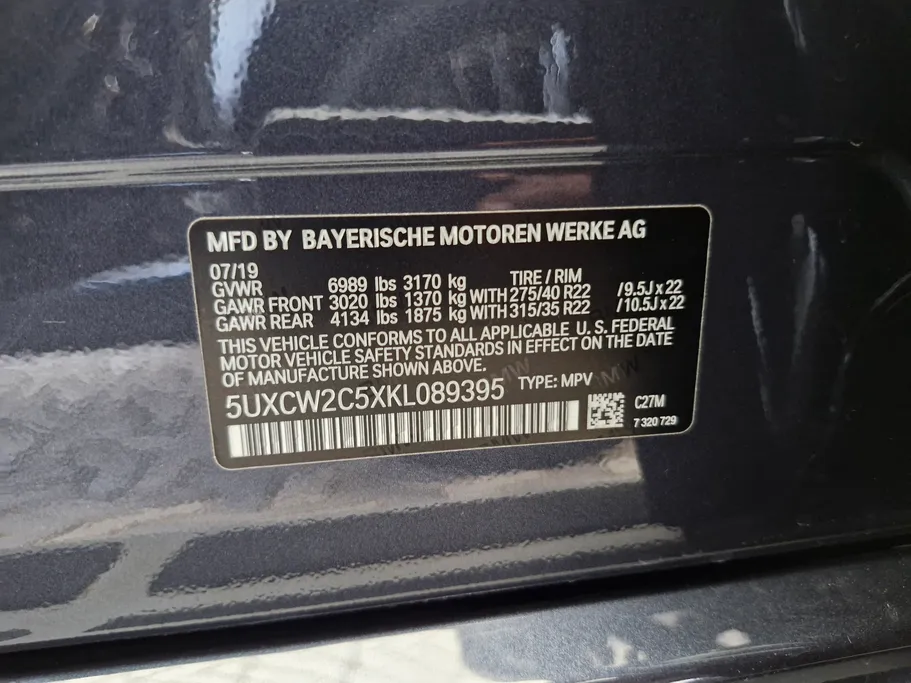 MFD BY BAYERISCHE MOTOREN WERKE AG
07/19 TIRE / RIM
GVWR 6989 lbs 3170 kg
GAWR FRONT 3020 lbs 1370 kg WITH 275/40 R22 /9.5J x 22
GAWR REAR 4134 lbs 1875 kg WITH 315/35 R22 /10.5J x 22
THIS VEHICLE CONFORMS TO ALL APPLICABLE U. S. FEDERAL
MOTOR VEHICLE SAFETY STANDARDS IN EFFECT ON THE DATE
OF MANUFACTURE SHOWN ABOVE.
5UXCW2C5XKL089395 TYPE: MPV
C27M
7 320 729